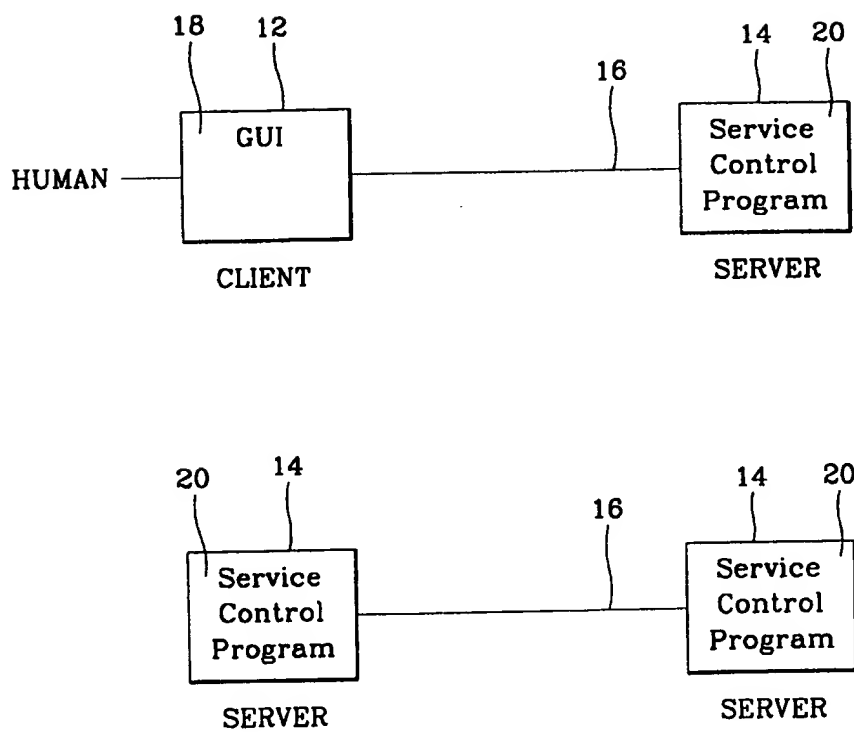 18 12 16 14 20
HUMAN
GUI
CLIENT
Service
Control
Program
SERVER
20 14 16 14 20
Service
Control
Program
SERVER
Service
Control
Program
SERVER